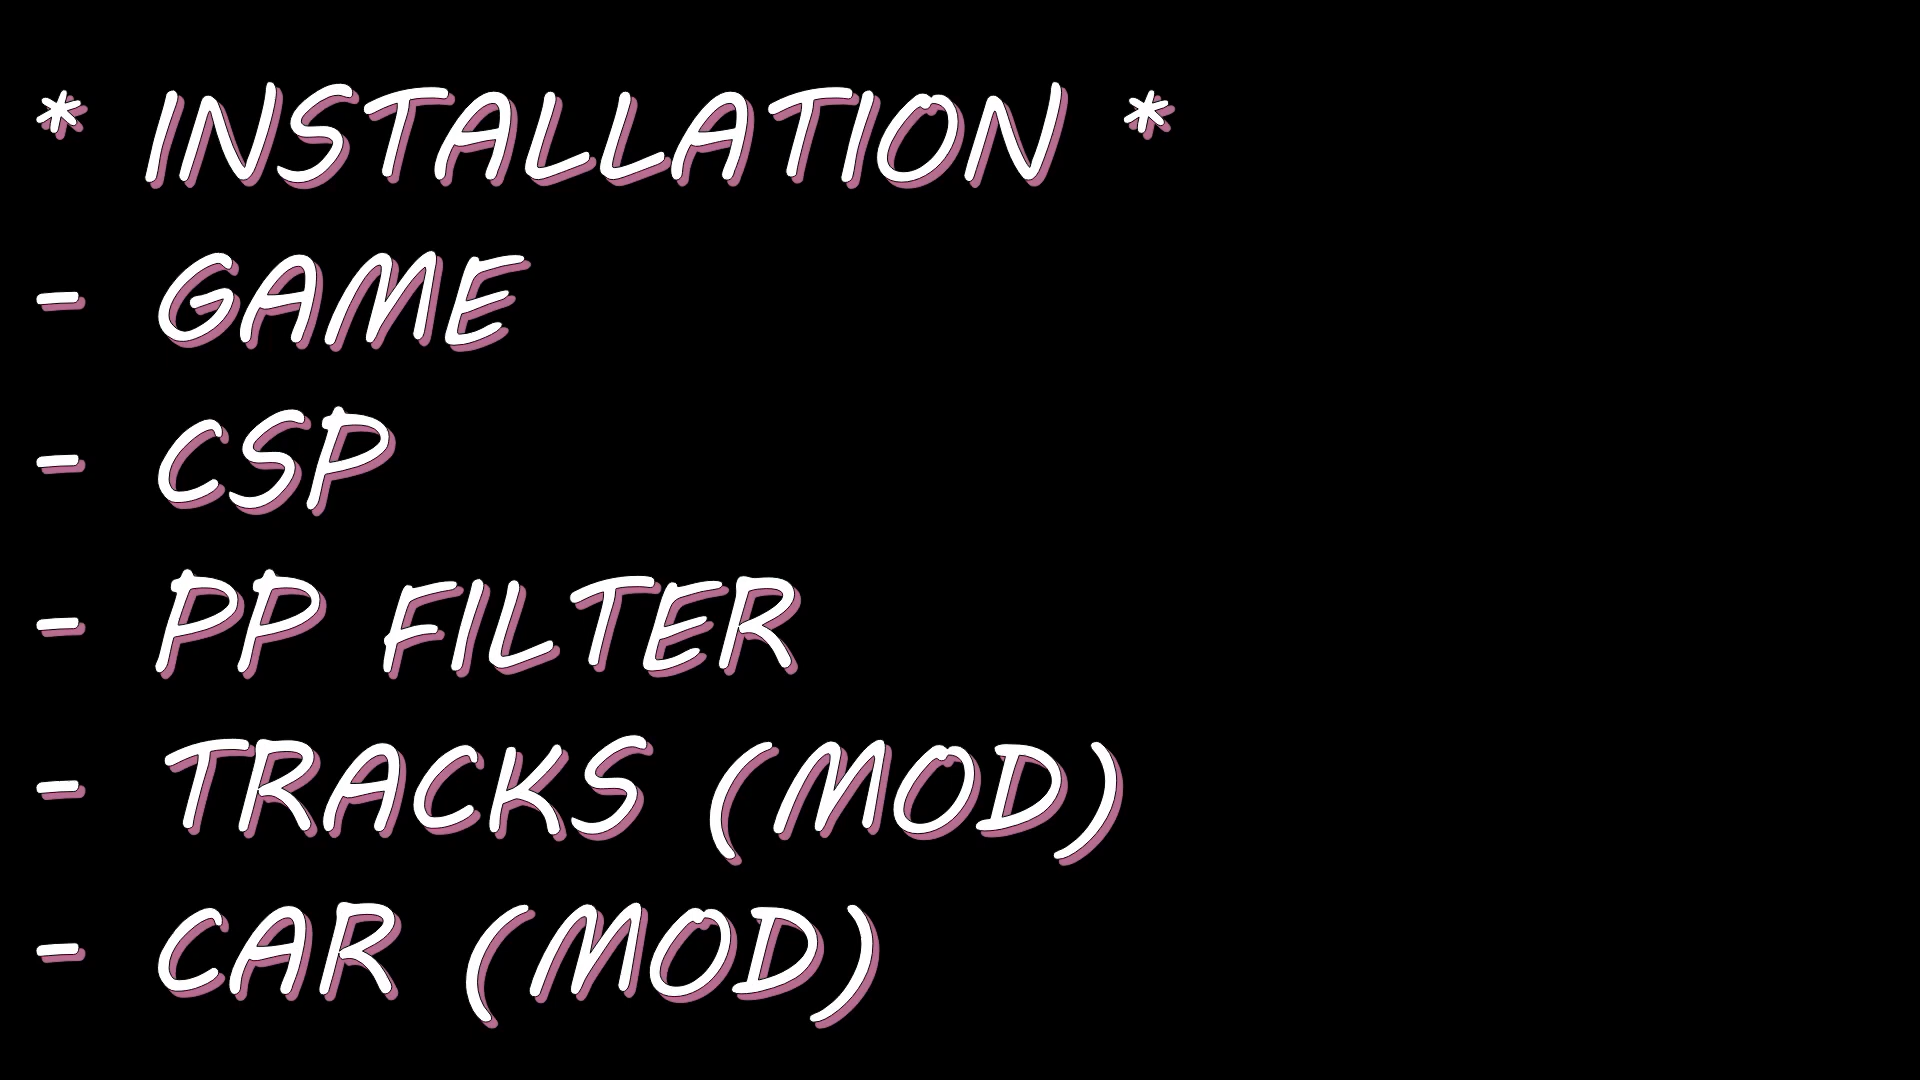 * INSTALLATION *
- GAME
- CSP
- PP FILTER
- TRACKS (MOD)
- CAR (MOD)